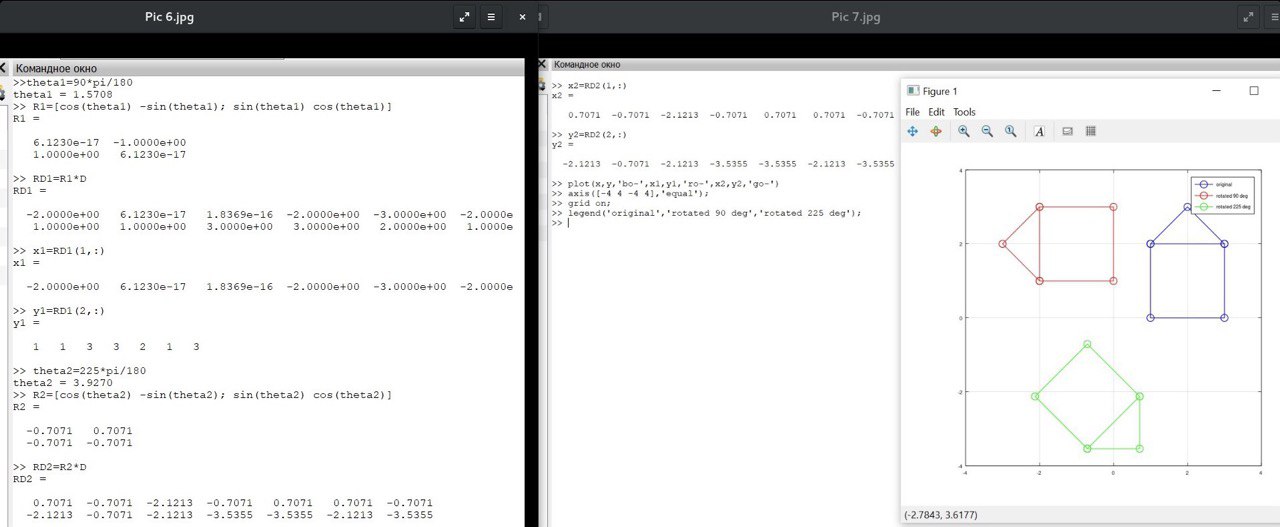 Pic 6.jpg
Командное окно
>>theta1=90*pi/180
theta1 = 1.5708
>> R1=[cos(theta1) -sin(theta1); sin(theta1) cos(theta1)]
R1 =
6.1230e-17 -1.0000e+00
1.0000e+00 6.1230e-17
>> RD1=R1*D
RD1 =
-2.0000e+00 6.1230e-17 1.8369e-16 -2.0000e+00 -3.0000e+00 -2.0000e
1.0000e+00 1.0000e+00 3.0000e+00 3.0000e+00 2.0000e+00 1.0000e
>> x1=RD1(1,:)
x1 =
-2.0000e+00 6.1230e-17 1.8369e-16 -2.0000e+00 -3.0000e+00 -2.0000e
>> y1=RD1(2,:)
y1 =
1 1 3 3 2 1 3
>> theta2=225*pi/180
theta2 = 3.9270
>> R2=[cos(theta2) -sin(theta2); sin(theta2) cos(theta2)]
R2 =
-0.7071 0.7071
-0.7071 -0.7071
>> RD2=R2*D
RD2 =
0.7071 -0.7071 -2.1213 -0.7071 0.7071 0.7071 -0.7071
-2.1213 -0.7071 -2.1213 -3.5355 -3.5355 -2.1213 -3.5355
Pic 7.jpg
Командное окно
>> x2=RD2(1,:)
x2 =
0.7071 -0.7071 -2.1213 -0.7071 0.7071 0.7071 -0.7071
>> y2=RD2(2,:)
y2 =
-2.1213 -0.7071 -2.1213 -3.5355 -3.5355 -2.1213 -3.5355
>> plot(x,y,'bo-',x1,y1,'ro-',x2,y2,'go-')
>> axis([-4 4 -4 4],'equal');
>> grid on;
>> legend('original','rotated 90 deg','rotated 225 deg');
>>
Figure 1
File Edit Tools
A
original
rotated 90 deg
rotated 225 deg
4
2
0
-2
-4
-4 -2 0 2 4
(-2.7843, 3.6177)